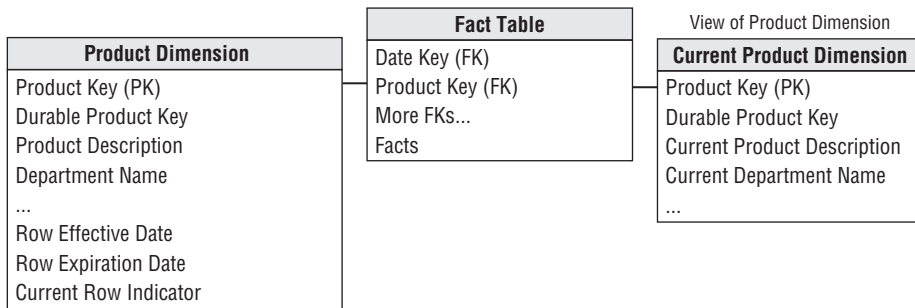 Product Dimension
Product Key (PK)
Durable Product Key
Product Description
Department Name
...
Row Effective Date
Row Expiration Date
Current Row Indicator
Fact Table
Date Key (FK)
Product Key (FK)
More FKs...
Facts
View of Product Dimension
Current Product Dimension
Product Key (PK)
Durable Product Key
Current Product Description
Current Department Name
...